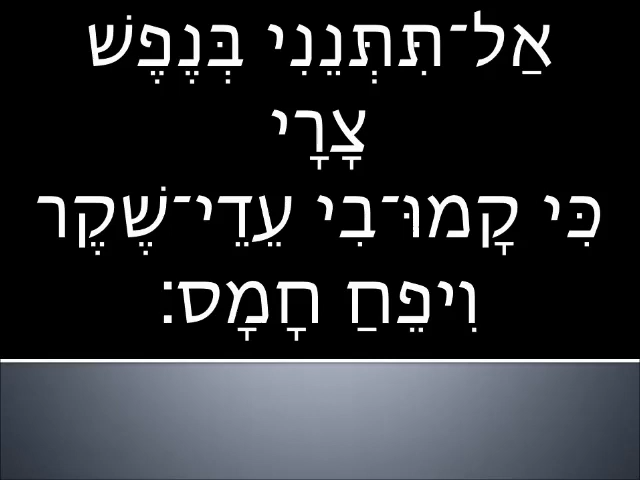 אַל־תִּתְּנֵנִי בְּנֶפֶשׁ
צָרָי
כִּי קָמוּ־בִי עֵדֵי־שֶׁקֶר
וִיפֵחַ חָמָס׃